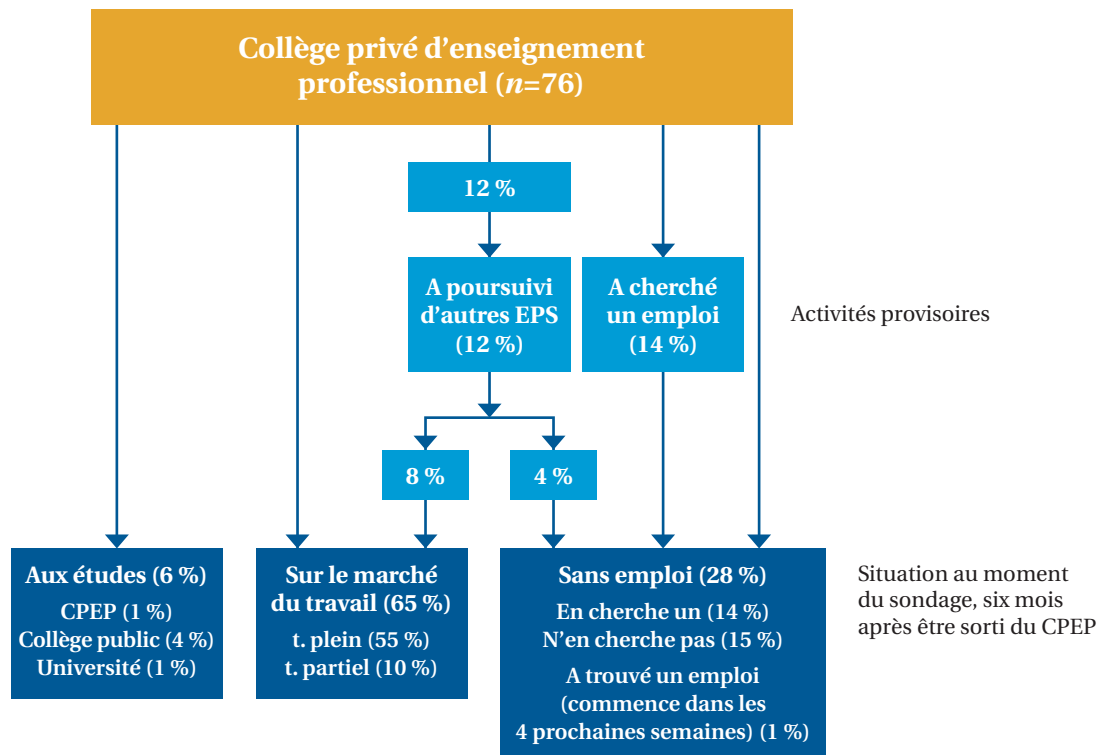 Collège privé d’enseignement
professionnel (n=76)
12 %
A poursuivi
d’autres EPS
(12 %)
A cherché
un emploi
(14 %)
Activités provisoires
8 %
4 %
Aux études (6 %)
CPEP (1 %)
Collège public (4 %)
Université (1 %)
Sur le marché
du travail (65 %)
t. plein (55 %)
t. partiel (10 %)
Sans emploi (28 %)
En cherche un (14 %)
N’en cherche pas (15 %)
A trouvé un emploi
(commence dans les
4 prochaines semaines) (1 %)
Situation au moment
du sondage, six mois
après être sorti du CPEP